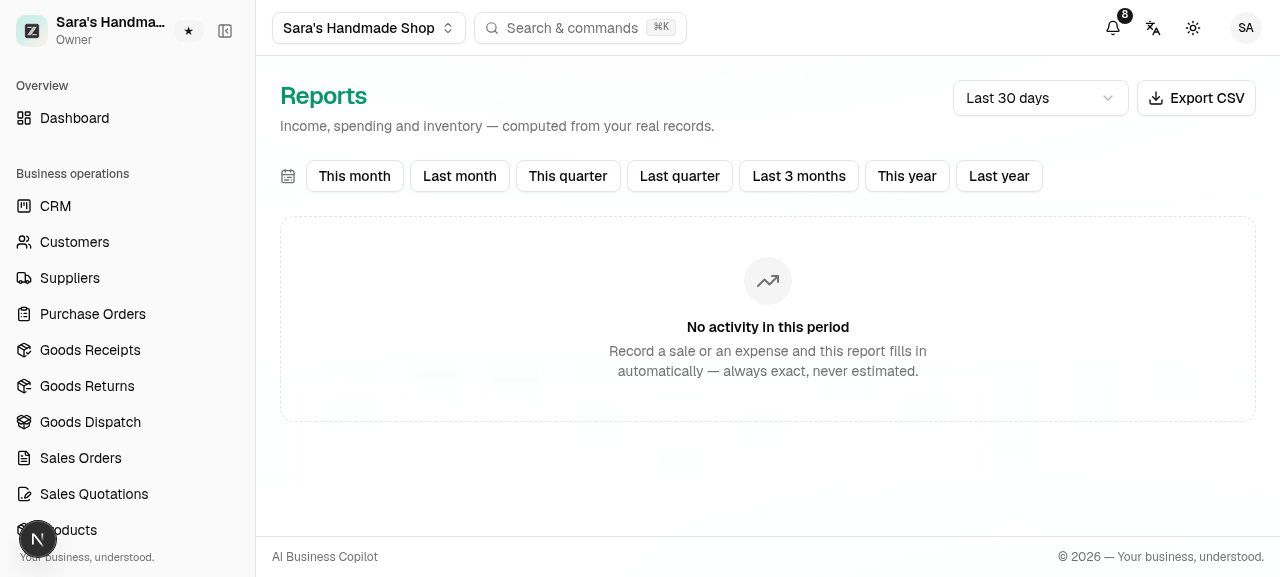 Sara's Handma...
Owner
Overview
Dashboard
Business operations
CRM
Customers
Suppliers
Purchase Orders
Goods Receipts
Goods Returns
Goods Dispatch
Sales Orders
Sales Quotations
oducts
N
Your business, understood.
Sara's Handmade Shop
Search & commands
⌘K
8
SA
Reports
Income, spending and inventory — computed from your real records.
Last 30 days
Export CSV
This month
Last month
This quarter
Last quarter
Last 3 months
This year
Last year
No activity in this period
Record a sale or an expense and this report fills in
automatically — always exact, never estimated.
AI Business Copilot
© 2026 — Your business, understood.